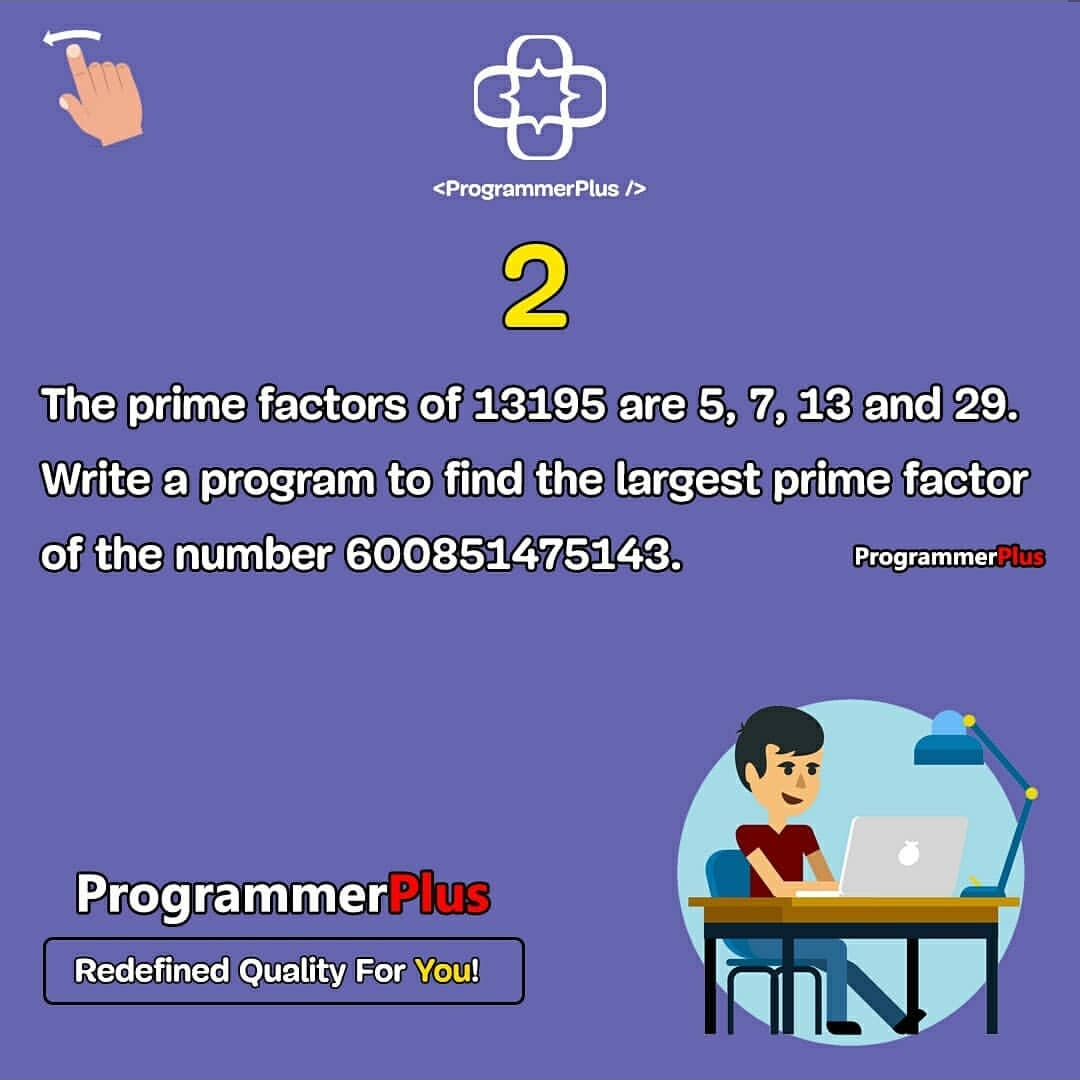 <ProgrammerPlus />
2
The prime factors of 13195 are 5, 7, 13 and 29.
Write a program to find the largest prime factor
of the number 600851475143.
ProgrammerPlus
ProgrammerPlus
Redefined Quality For You!